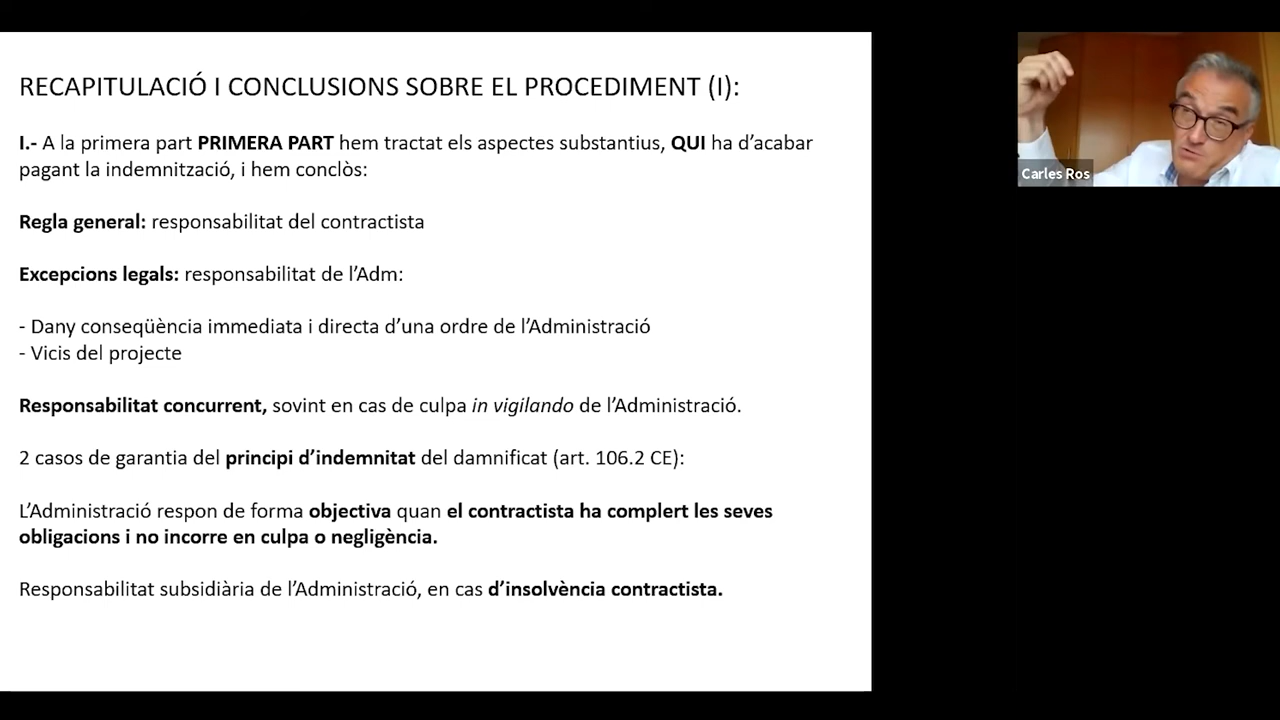 RECAPITULACIÓ I CONCLUSIONS SOBRE EL PROCEDIMENT (I):
I.- A la primera part PRIMERA PART hem tractat els aspectes substantius, QUI ha d’acabar
pagant la indemnització, i hem conclòs:
Regla general: responsabilitat del contractista
Excepcions legals: responsabilitat de l’Adm:
- Dany conseqüència immediata i directa d’una ordre de l’Administració
- Vicis del projecte
Responsabilitat concurrent, sovint en cas de culpa in vigilando de l’Administració.
2 casos de garantia del principi d’indemnitat del damnificat (art. 106.2 CE):
L’Administració respon de forma objectiva quan el contractista ha complert les seves
obligacions i no incorre en culpa o negligència.
Responsabilitat subsidiària de l’Administració, en cas d’insolvència contractista.
Carles Ros